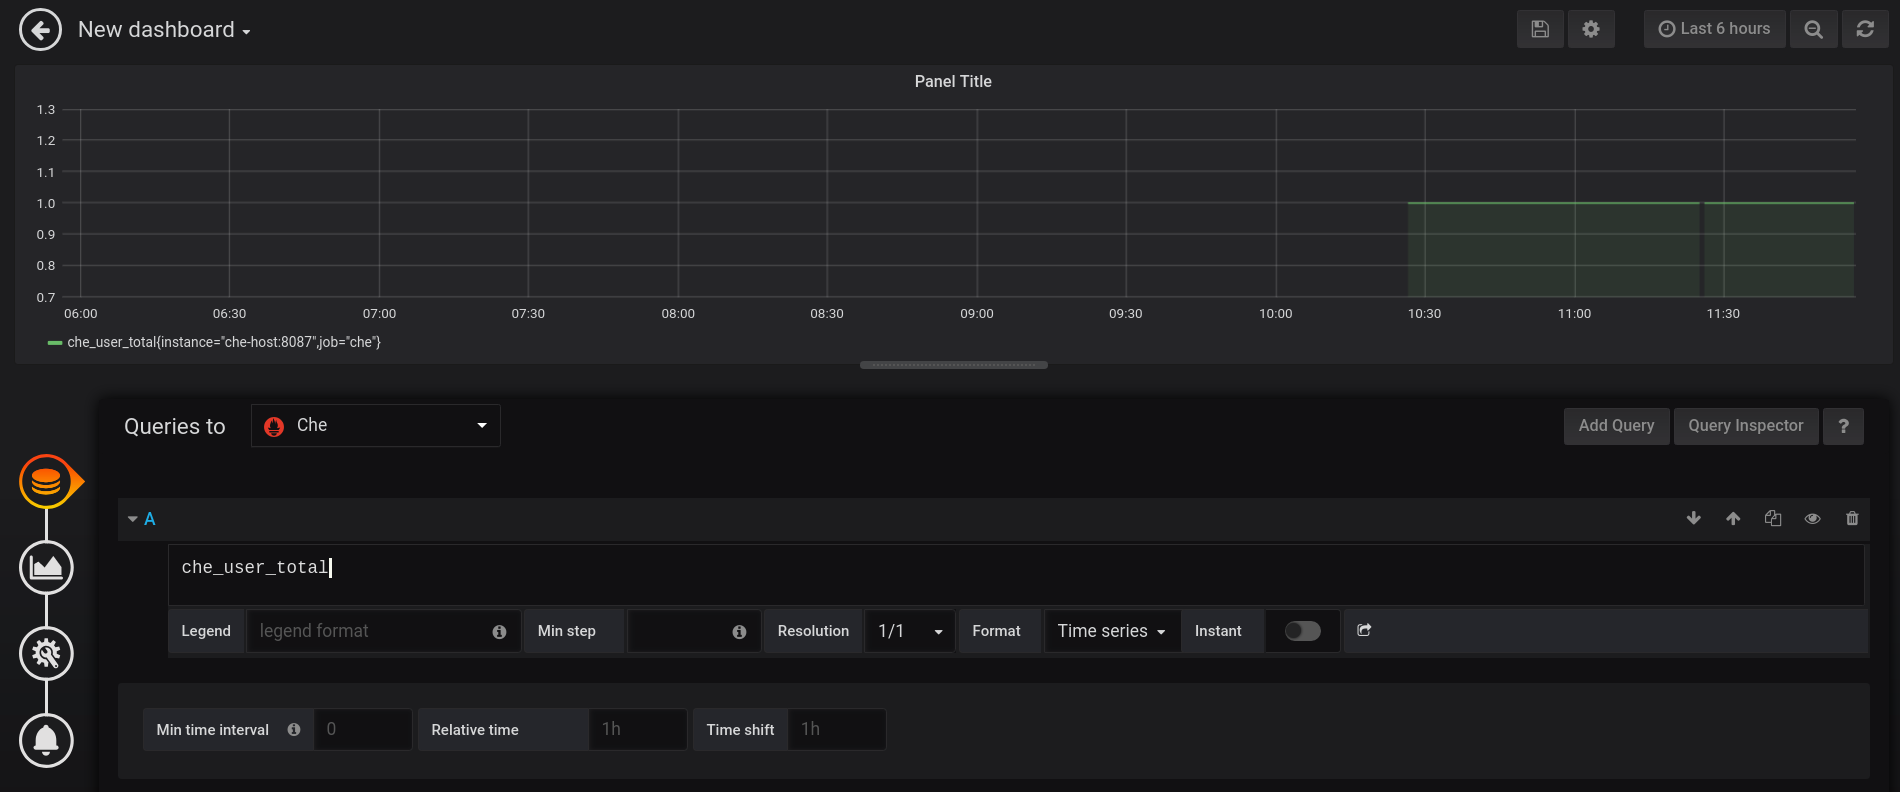 New dashboard
Last 6 hours
Panel Title
1.3
1.2
1.1
1.0
0.9
0.8
0.7
06:00 06:30 07:00 07:30 08:00 08:30 09:00 09:30 10:00 10:30 11:00 11:30
che_user_total{instance="che-host:8087",job="che"}
Queries to Che Add Query Query Inspector ?
A
che_user_total
Legend legend format Min step Resolution 1/1 Format Time series Instant
Min time interval 0 Relative time 1h Time shift 1h